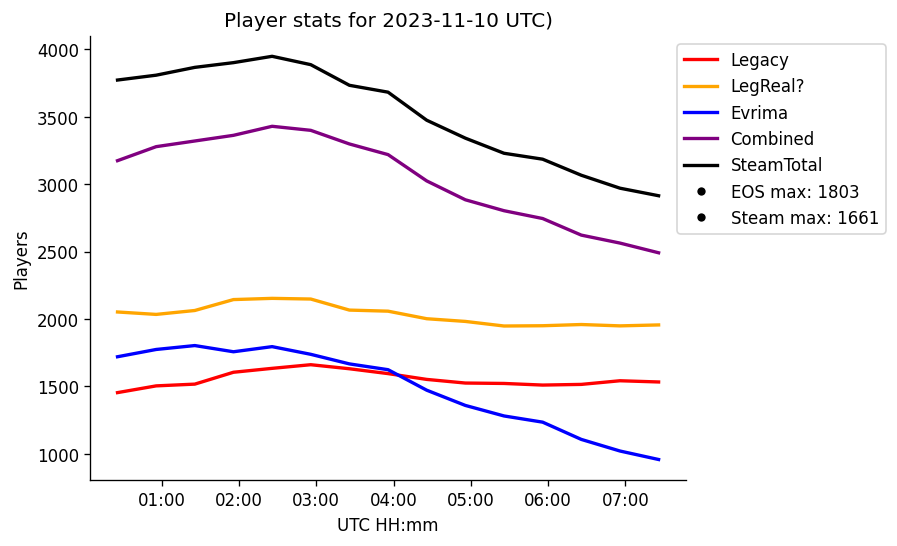 Player stats for 2023-11-10 UTC)
4000
3500
3000
2500
2000
1500
1000
Players
01:00 02:00 03:00 04:00 05:00 06:00 07:00
UTC HH:mm
Legacy
LegReal?
Evrima
Combined
SteamTotal
EOS max: 1803
Steam max: 1661